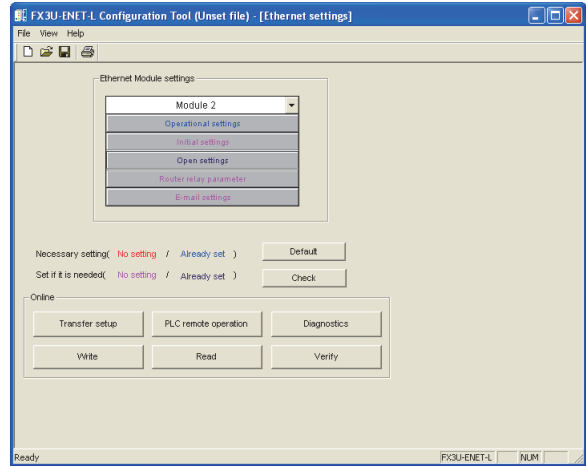 FX3U-ENET-L Configuration Tool (Unset file) - [Ethernet settings]
File View Help
Ethernet Module settings
Module 2
Operational settings
Initial settings
Open settings
Router relay parameter
E-mail settings
Necessary setting( No setting / Already set ) Default
Set if it is needed( No setting / Already set ) Check
Online
Transfer setup PLC remote operation Diagnostics
Write Read Verify
Ready FX3U-ENET-L NUM